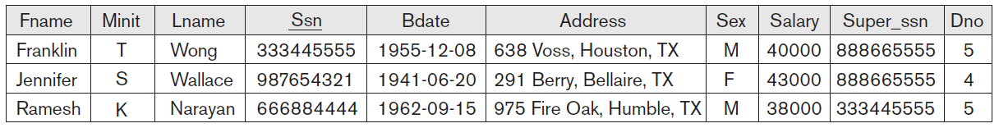 Fname Minit Lname Ssn Bdate Address Sex Salary Super_ssn Dno
Franklin T Wong 333445555 1955-12-08 638 Voss, Houston, TX M 40000 888665555 5
Jennifer S Wallace 987654321 1941-06-20 291 Berry, Bellaire, TX F 43000 888665555 4
Ramesh K Narayan 666884444 1962-09-15 975 Fire Oak, Humble, TX M 38000 333445555 5